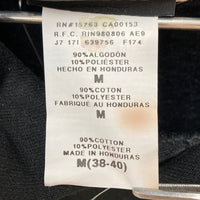 RN#15763 CA00153
R.F.C. RIN980806 AE9
J7 171 639756 F174
90%ALGODÓN
10%POLIÉSTER
HECHO EN HONDURAS
M
90%COTON
10%POLYESTER
FABRIQUÉ AU HONDURAS
M
90%COTTON
10%POLYESTER
MADE IN HONDURAS
M(38-40)